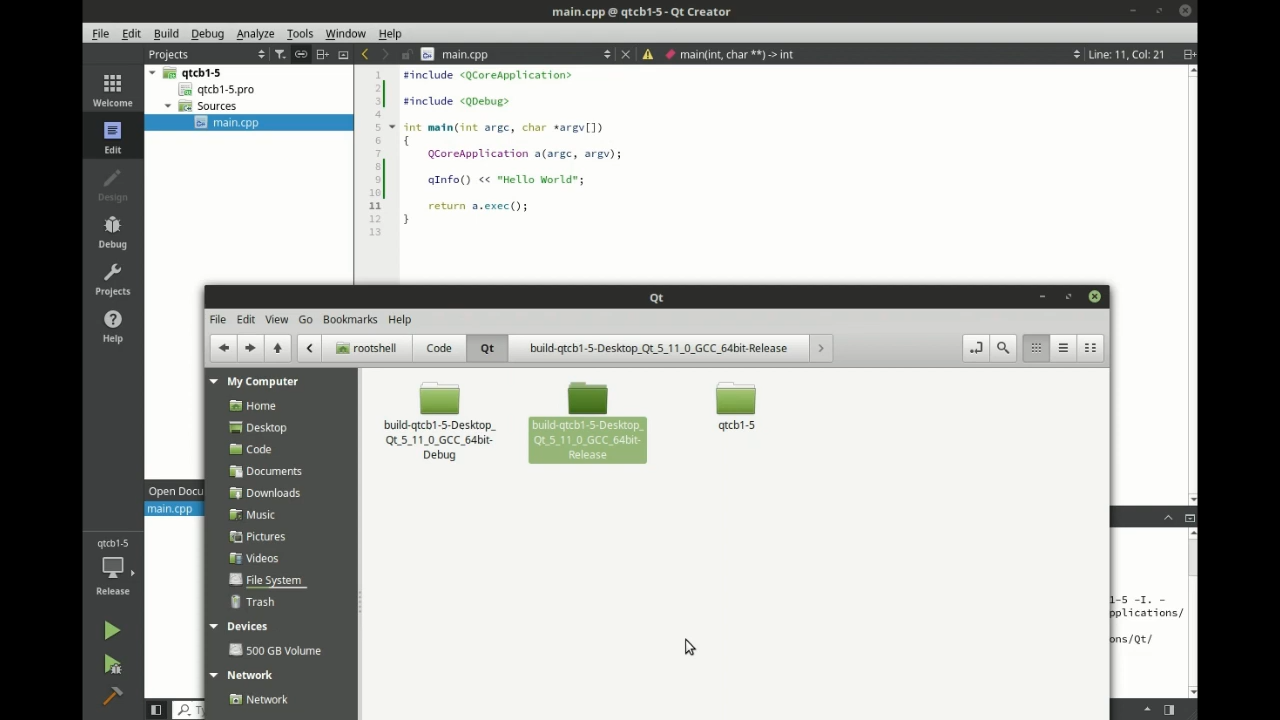 main.cpp @ qtcb1-5 - Qt Creator
File Edit Build Debug Analyze Tools Window Help
Projects
main.cpp
main(int, char **) -> int
Line: 11, Col: 21
Welcome
Edit
Design
Debug
Projects
Help
qtcb1-5
qtcb1-5.pro
Sources
main.cpp
1 #include <QCoreApplication>
2
3 #include <QDebug>
4
5 int main(int argc, char *argv[])
6 {
7 QCoreApplication a(argc, argv);
8
9 qInfo() << "Hello World";
10
11 return a.exec();
12 }
13
Open Docu
main.cpp
qtcb1-5
Release
Qt
File Edit View Go Bookmarks Help
rootshell Code Qt build-qtcb1-5-Desktop_Qt_5_11_0_GCC_64bit-Release
My Computer
Home
Desktop
Code
Documents
Downloads
Music
Pictures
Videos
File System
Trash
Devices
500 GB Volume
Network
Network
build-qtcb1-5-Desktop_
Qt_5_11_0_GCC_64bit-
Debug
build-qtcb1-5-Desktop_
Qt_5_11_0_GCC_64bit-
Release
qtcb1-5
1-5 -I. -
pplications/
ons/Qt/